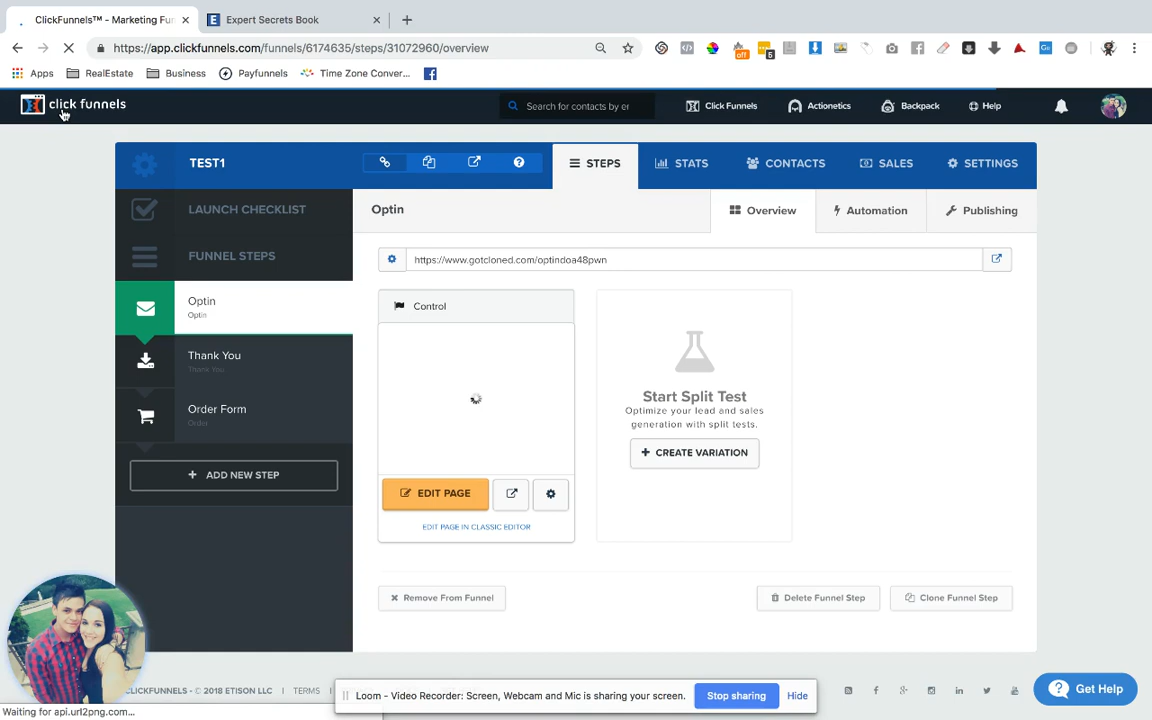 ClickFunnels™ - Marketing Fun
Expert Secrets Book
https://app.clickfunnels.com/funnels/6174635/steps/31072960/overview
off
6
Apps
RealEstate
Business
Payfunnels
Time Zone Conver...
click funnels
Search for contacts by er
Click Funnels
Actionetics
Backpack
Help
TEST1
STEPS
STATS
CONTACTS
SALES
SETTINGS
LAUNCH CHECKLIST
Optin
Overview
Automation
Publishing
FUNNEL STEPS
https://www.gotcloned.com/optindoa48pwn
Optin
Optin
Control
Thank You
Thank You
Start Split Test
Optimize your lead and sales
generation with split tests.
Order Form
Order
CREATE VARIATION
ADD NEW STEP
EDIT PAGE
EDIT PAGE IN CLASSIC EDITOR
Remove From Funnel
Delete Funnel Step
Clone Funnel Step
CLICKFUNNELS - © 2018 ETISON LLC
TERMS
Loom - Video Recorder: Screen, Webcam and Mic is sharing your screen.
Stop sharing
Hide
Get Help
Waiting for api.url2png.com...